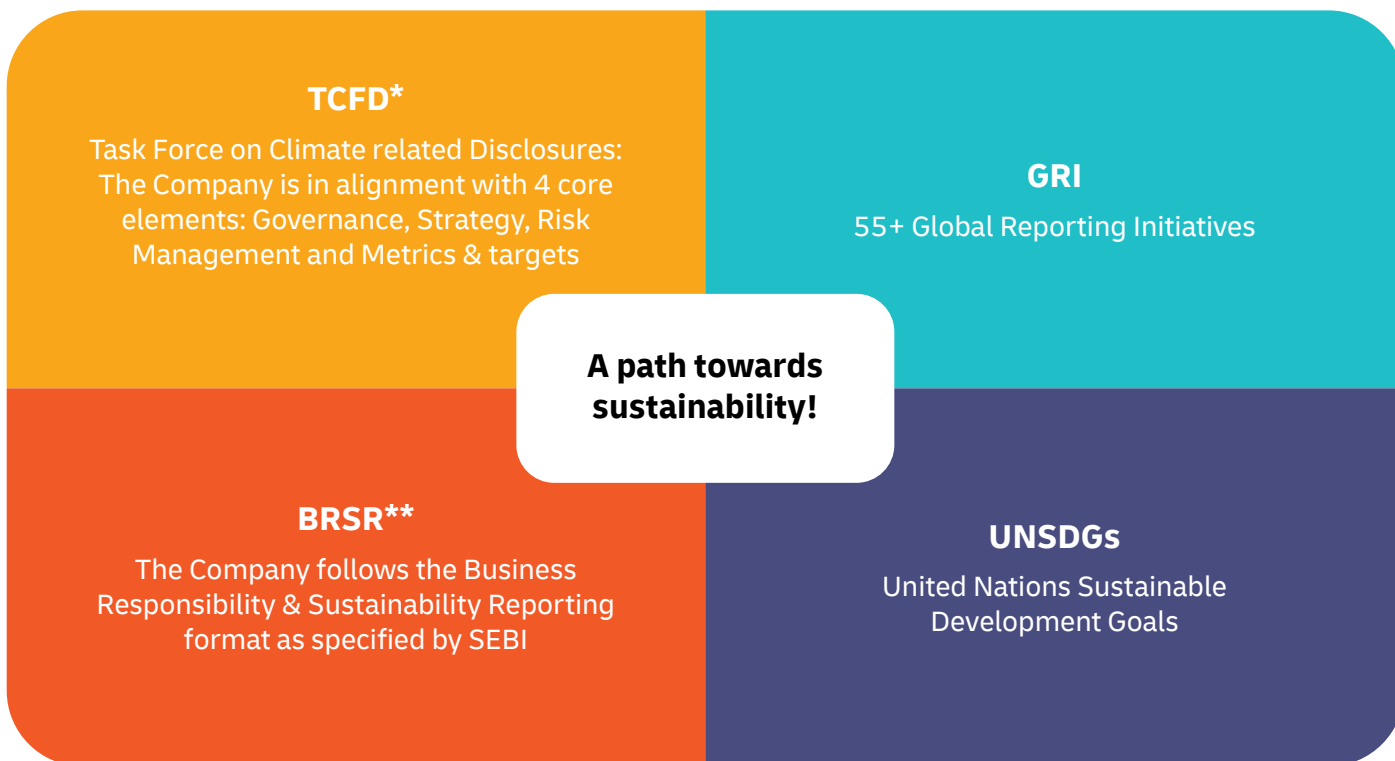 TCFD*
Task Force on Climate related Disclosures:
The Company is in alignment with 4 core
elements: Governance, Strategy, Risk
Management and Metrics & targets
GRI
55+ Global Reporting Initiatives
A path towards
sustainability!
BRSR**
The Company follows the Business
Responsibility & Sustainability Reporting
format as specified by SEBI
UNSDGs
United Nations Sustainable
Development Goals